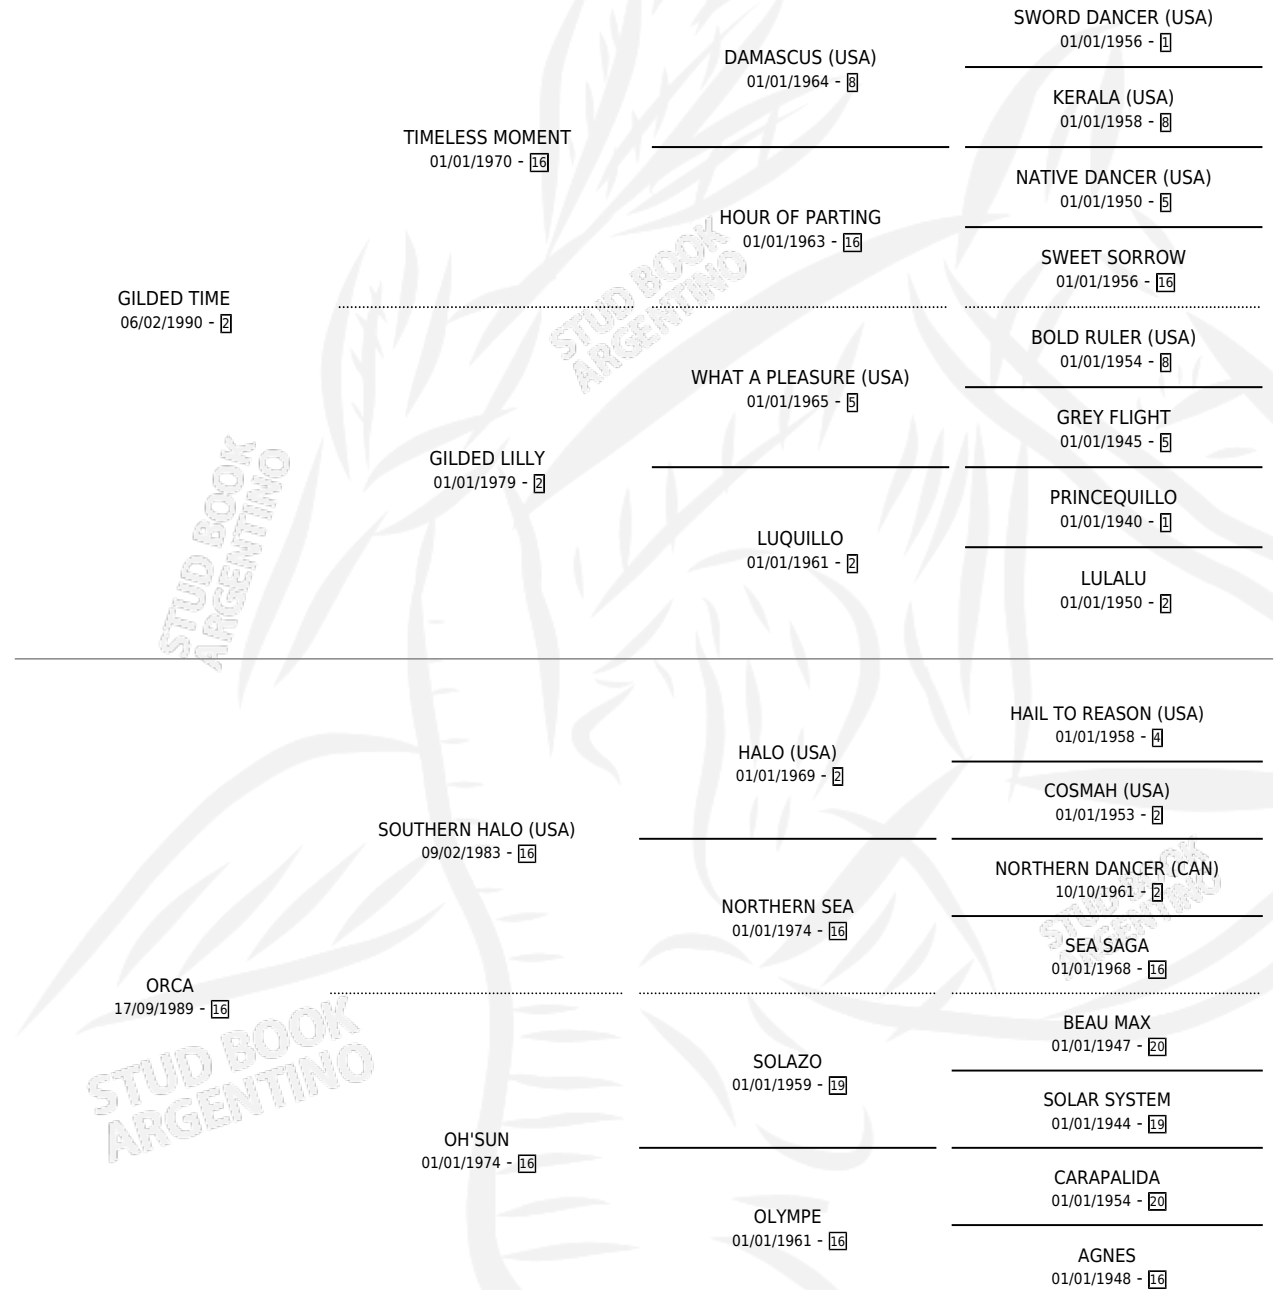 SWORD DANCER (USA)
01/01/1956 - 1
DAMASCUS (USA)
01/01/1964 - 8
KERALA (USA)
01/01/1958 - 8
TIMELESS MOMENT
01/01/1970 - 16
NATIVE DANCER (USA)
01/01/1950 - 5
HOUR OF PARTING
01/01/1963 - 16
SWEET SORROW
01/01/1956 - 16
GILDED TIME
06/02/1990 - 2
BOLD RULER (USA)
01/01/1954 - 8
WHAT A PLEASURE (USA)
01/01/1965 - 5
GREY FLIGHT
01/01/1945 - 5
GILDED LILLY
01/01/1979 - 2
PRINCEQUILLO
01/01/1940 - 1
LUQUILLO
01/01/1961 - 2
LULALU
01/01/1950 - 2
STUD BOOK
ARGENTINO
STUD BOOK
ARGENTINO
HAIL TO REASON (USA)
01/01/1958 - 4
HALO (USA)
01/01/1969 - 2
COSMAH (USA)
01/01/1953 - 2
SOUTHERN HALO (USA)
09/02/1983 - 16
NORTHERN DANCER (CAN)
10/10/1961 - 2
NORTHERN SEA
01/01/1974 - 16
SEA SAGA
01/01/1968 - 16
STUD BOOK
ARGENTINO
ORCA
17/09/1989 - 16
BEAU MAX
01/01/1947 - 20
SOLAZO
01/01/1959 - 19
SOLAR SYSTEM
01/01/1944 - 19
STUD BOOK
ARGENTINO
OH'SUN
01/01/1974 - 16
CARAPALIDA
01/01/1954 - 20
OLYMPE
01/01/1961 - 16
AGNES
01/01/1948 - 16